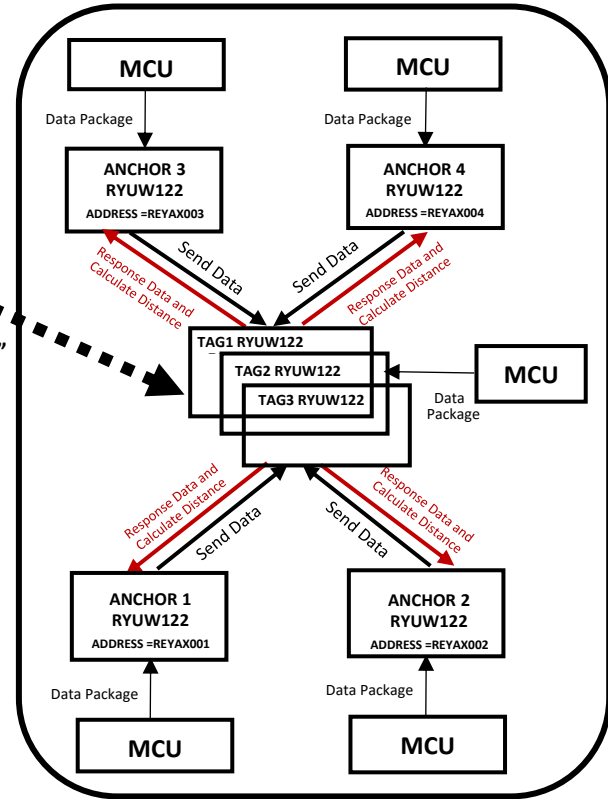 MCU
MCU
Data Package
Data Package
ANCHOR 3
RYUW122
ADDRESS =REYAX003
ANCHOR 4
RYUW122
ADDRESS =REYAX004
Send Data
Response Data and
Calculate Distance
Send Data
Response Data and
Calculate Distance
”
TAG1 RYUW122
_
TAG2 RYUW122
TAG3 RYUW122
MCU
Data
Package
Response Data and
Calculate Distance
Send Data
Response Data and
Calculate Distance
Send Data
ANCHOR 1
RYUW122
ADDRESS =REYAX001
ANCHOR 2
RYUW122
ADDRESS =REYAX002
Data Package
Data Package
MCU
MCU